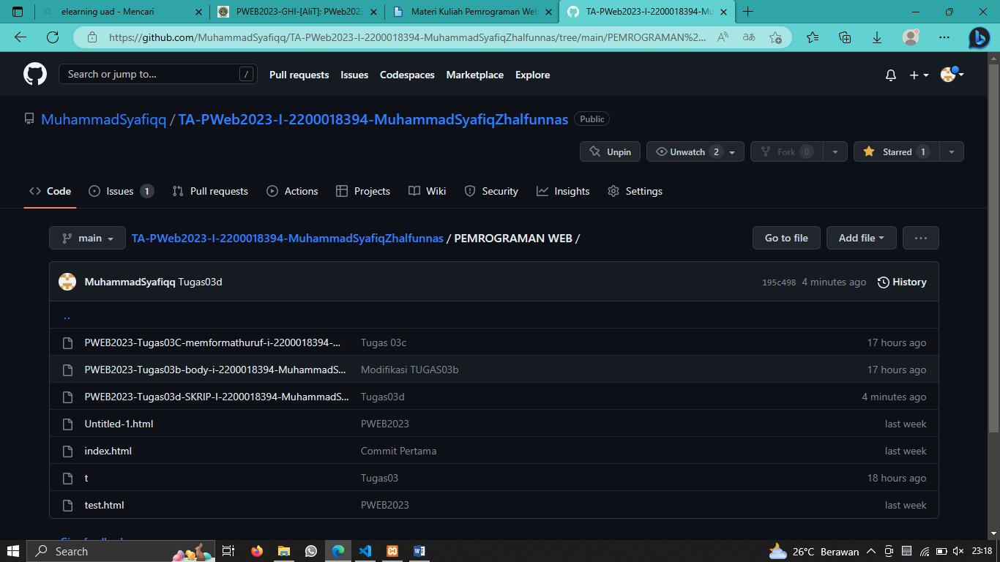 elearning uad - Mencari
PWEB2023-GHI-[AliT]: PWeb2023
Materi Kuliah Pemrograman Web
TA-PWeb2023-I-2200018394-Mu
https://github.com/MuhammadSyafiqq/TA-PWeb2023-I-2200018394-MuhammadSyafiqZhalfunnas/tree/main/PEMROGRAMAN%2...
Search or jump to...
/
Pull requests
Issues
Codespaces
Marketplace
Explore
MuhammadSyafiqq / TA-PWeb2023-I-2200018394-MuhammadSyafiqZhalfunnas
Public
Unpin
Unwatch 2
Fork 0
Starred 1
Code
Issues 1
Pull requests
Actions
Projects
Wiki
Security
Insights
Settings
main
TA-PWeb2023-I-2200018394-MuhammadSyafiqZhalfunnas / PEMROGRAMAN WEB /
Go to file
Add file
...
MuhammadSyafiqq Tugas03d
195c498 4 minutes ago
History
..
PWEB2023-Tugas03C-memformathuruf-i-2200018394-... Tugas 03c 17 hours ago
PWEB2023-Tugas03b-body-i-2200018394-MuhammadS... Modifikasi TUGAS03b 17 hours ago
PWEB2023-Tugas03d-SKRIP-I-2200018394-MuhammadS... Tugas03d 4 minutes ago
Untitled-1.html PWEB2023 last week
index.html Commit Pertama last week
t Tugas03 18 hours ago
test.html PWEB2023 last week
Search
26°C Berawan
23:18